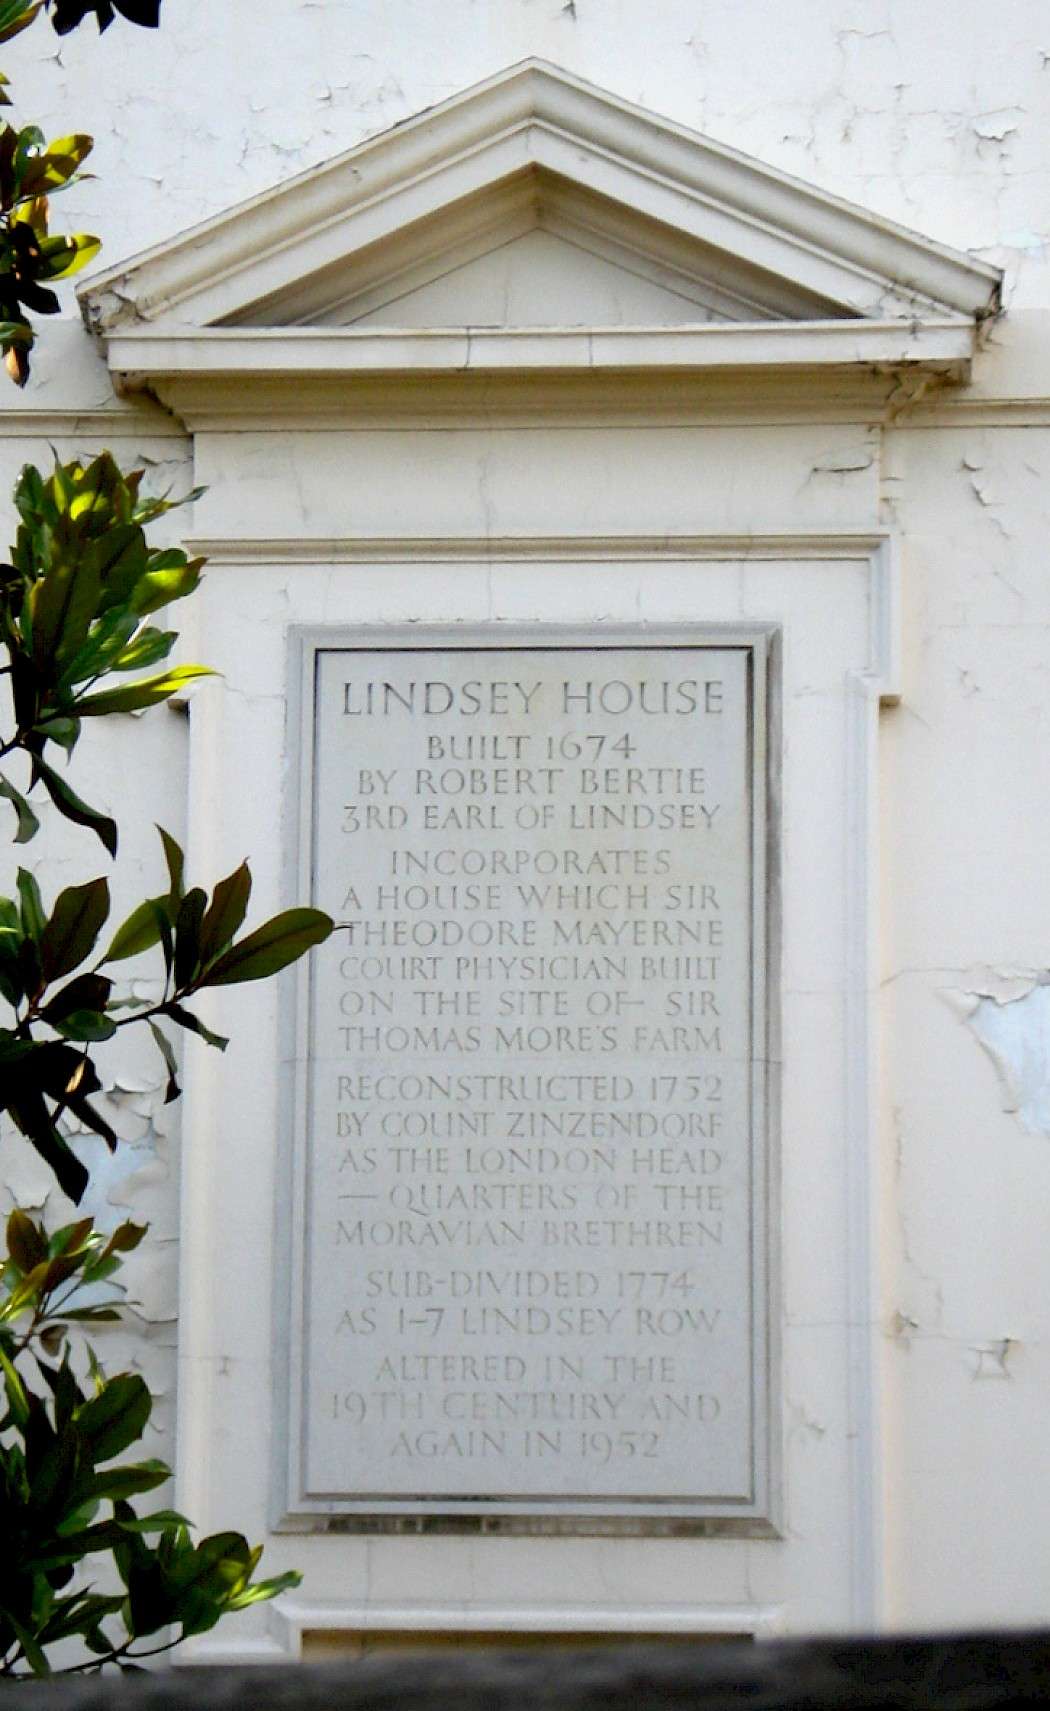 LINDSEY HOUSE
BUILT 1674
BY ROBERT BERTIE
3RD EARL OF LINDSEY
INCORPORATES
A HOUSE WHICH SIR
THEODORE MAYERNE
COURT PHYSICIAN BUILT
ON THE SITE OF SIR
THOMAS MORE'S FARM
RECONSTRUCTED 1752
BY COUNT ZINZENDORF
AS THE LONDON HEAD
—QUARTERS OF THE
MORAVIAN BRETHREN
SUB-DIVIDED 1774
AS 1-7 LINDSEY ROW
ALTERED IN THE
19TH CENTURY AND
AGAIN IN 1952